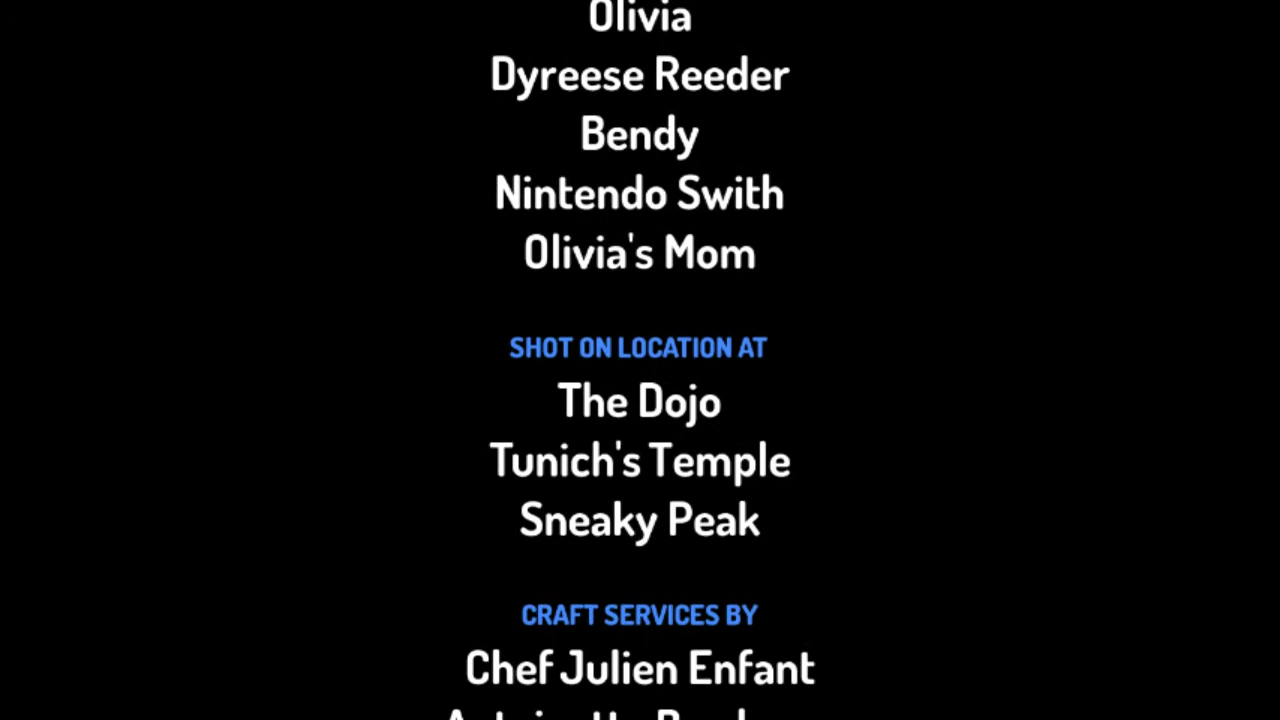 Olivia
Dyreese Reeder
Bendy
Nintendo Swith
Olivia's Mom
SHOT ON LOCATION AT
The Dojo
Tunich's Temple
Sneaky Peak
CRAFT SERVICES BY
Chef Julien Enfant